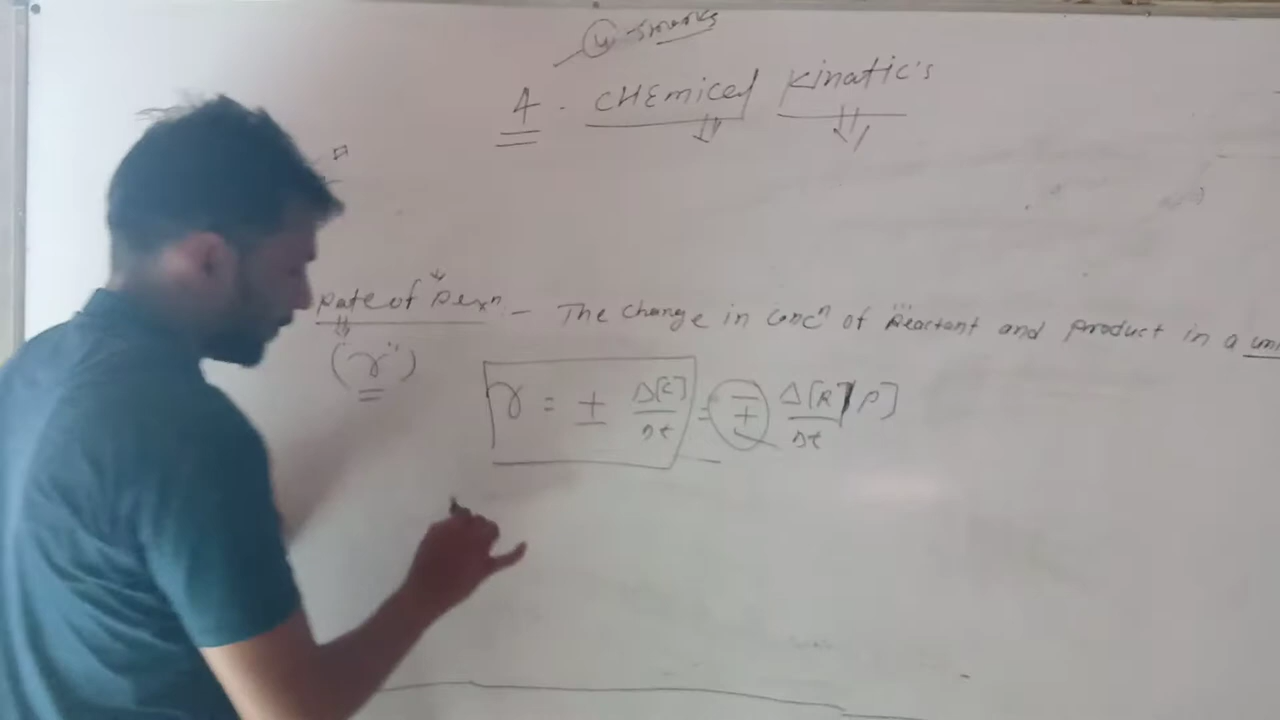 4 - 5 marks
4 . CHEmical Kinatic's
Rate of Rexⁿ. - The change in concⁿ of Reactant and product in a
(r)
r = ± Δ[C]/Δt = ∓ Δ[R/P]/Δt